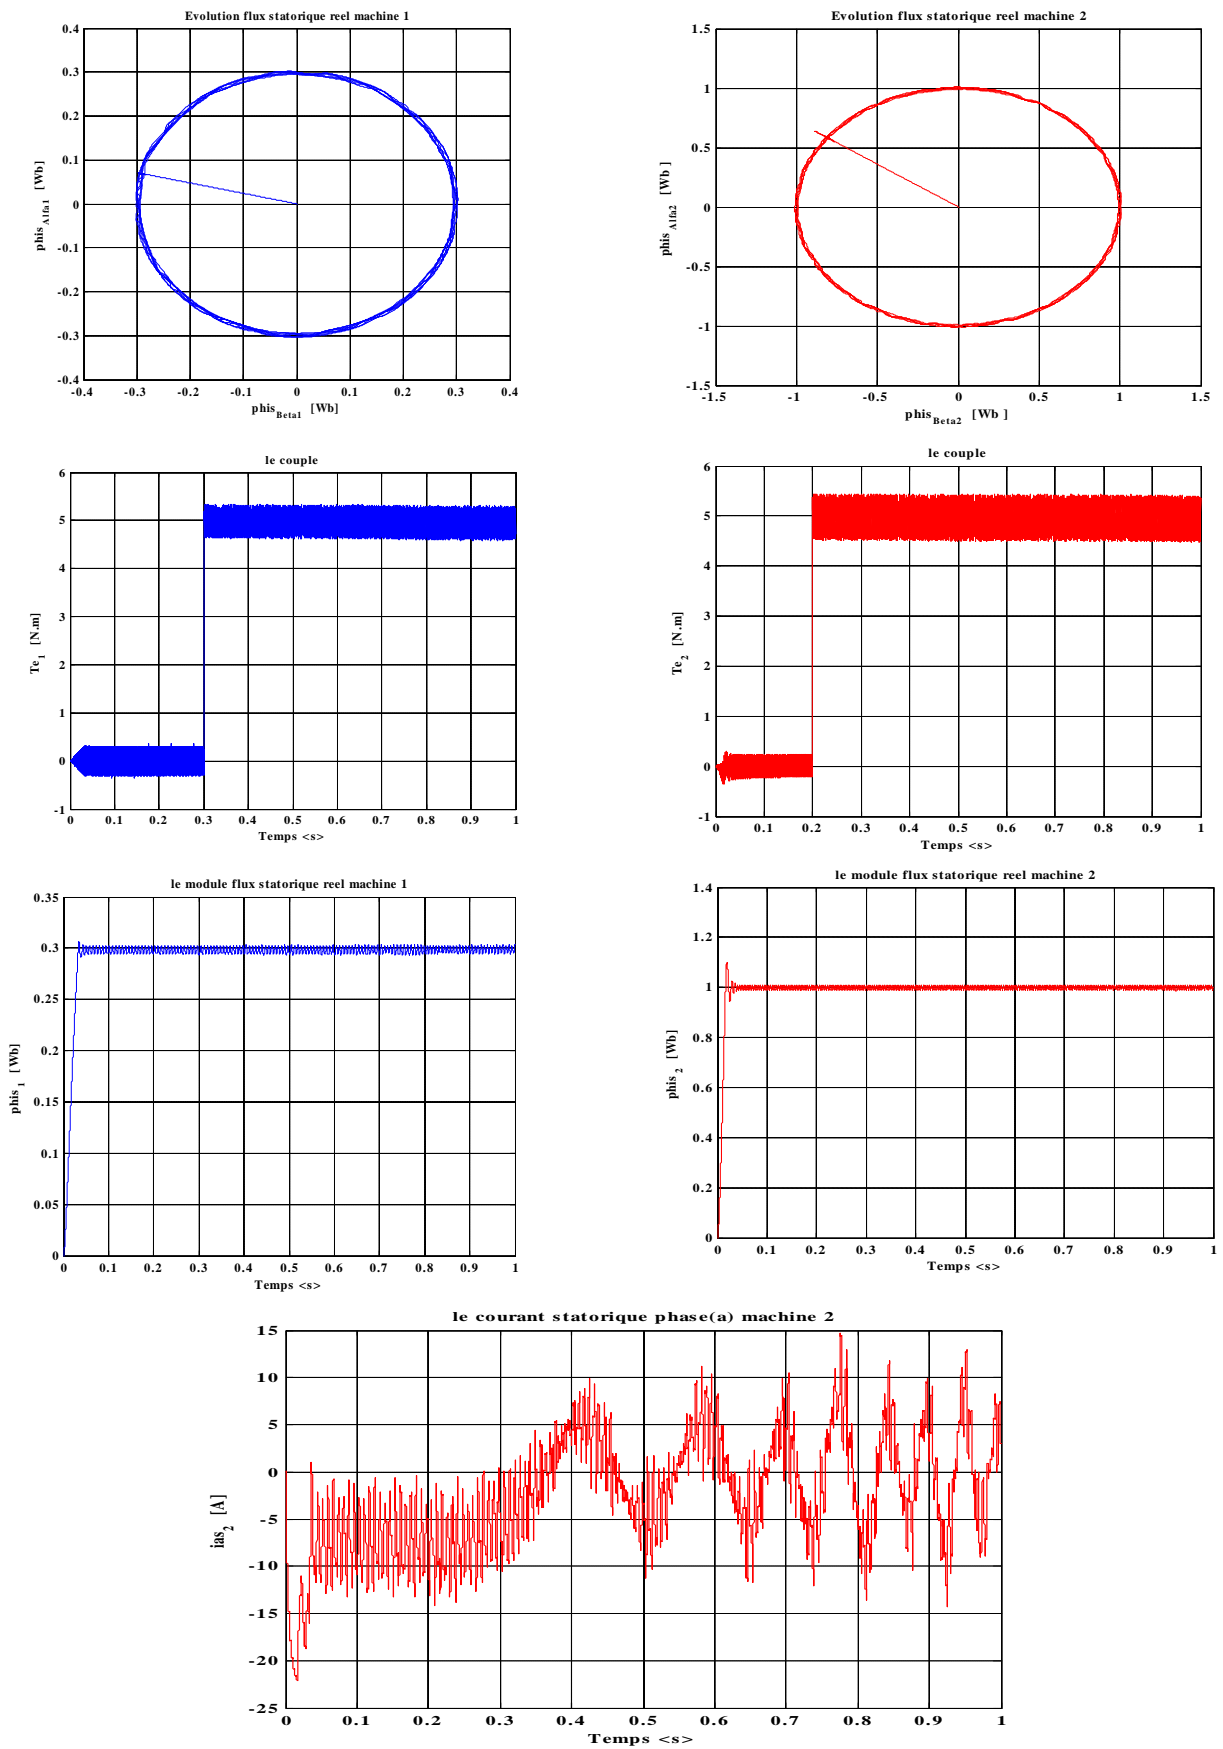 Evolution flux statorique reel machine 1
0.4
0.3
0.2
0.1
0
-0.1
-0.2
-0.3
-0.4
phis_Alfa1 [Wb]
-0.4 -0.3 -0.2 -0.1 0 0.1 0.2 0.3 0.4
phis_Beta1 [Wb]
Evolution flux statorique reel machine 2
1.5
1
0.5
0
-0.5
-1
-1.5
phis_Alfa2 [Wb ]
-1.5 -1 -0.5 0 0.5 1 1.5
phis_Beta2 [Wb ]
le couple
6
5
4
3
2
1
0
-1
Te_1 [N.m]
0 0.1 0.2 0.3 0.4 0.5 0.6 0.7 0.8 0.9 1
Temps <s>
le couple
6
5
4
3
2
1
0
-1
Te_2 [N.m]
0 0.1 0.2 0.3 0.4 0.5 0.6 0.7 0.8 0.9 1
Temps <s>
le module flux statorique reel machine 1
0.35
0.3
0.25
0.2
0.15
0.1
0.05
0
phis_1 [Wb]
0 0.1 0.2 0.3 0.4 0.5 0.6 0.7 0.8 0.9 1
Temps <s>
le module flux statorique reel machine 2
1.4
1.2
1
0.8
0.6
0.4
0.2
0
phis_2 [Wb]
0 0.1 0.2 0.3 0.4 0.5 0.6 0.7 0.8 0.9 1
Temps <s>
le courant statorique phase(a) machine 2
15
10
5
0
-5
-10
-15
-20
-25
ias_2 [A]
0 0.1 0.2 0.3 0.4 0.5 0.6 0.7 0.8 0.9 1
Temps <s>